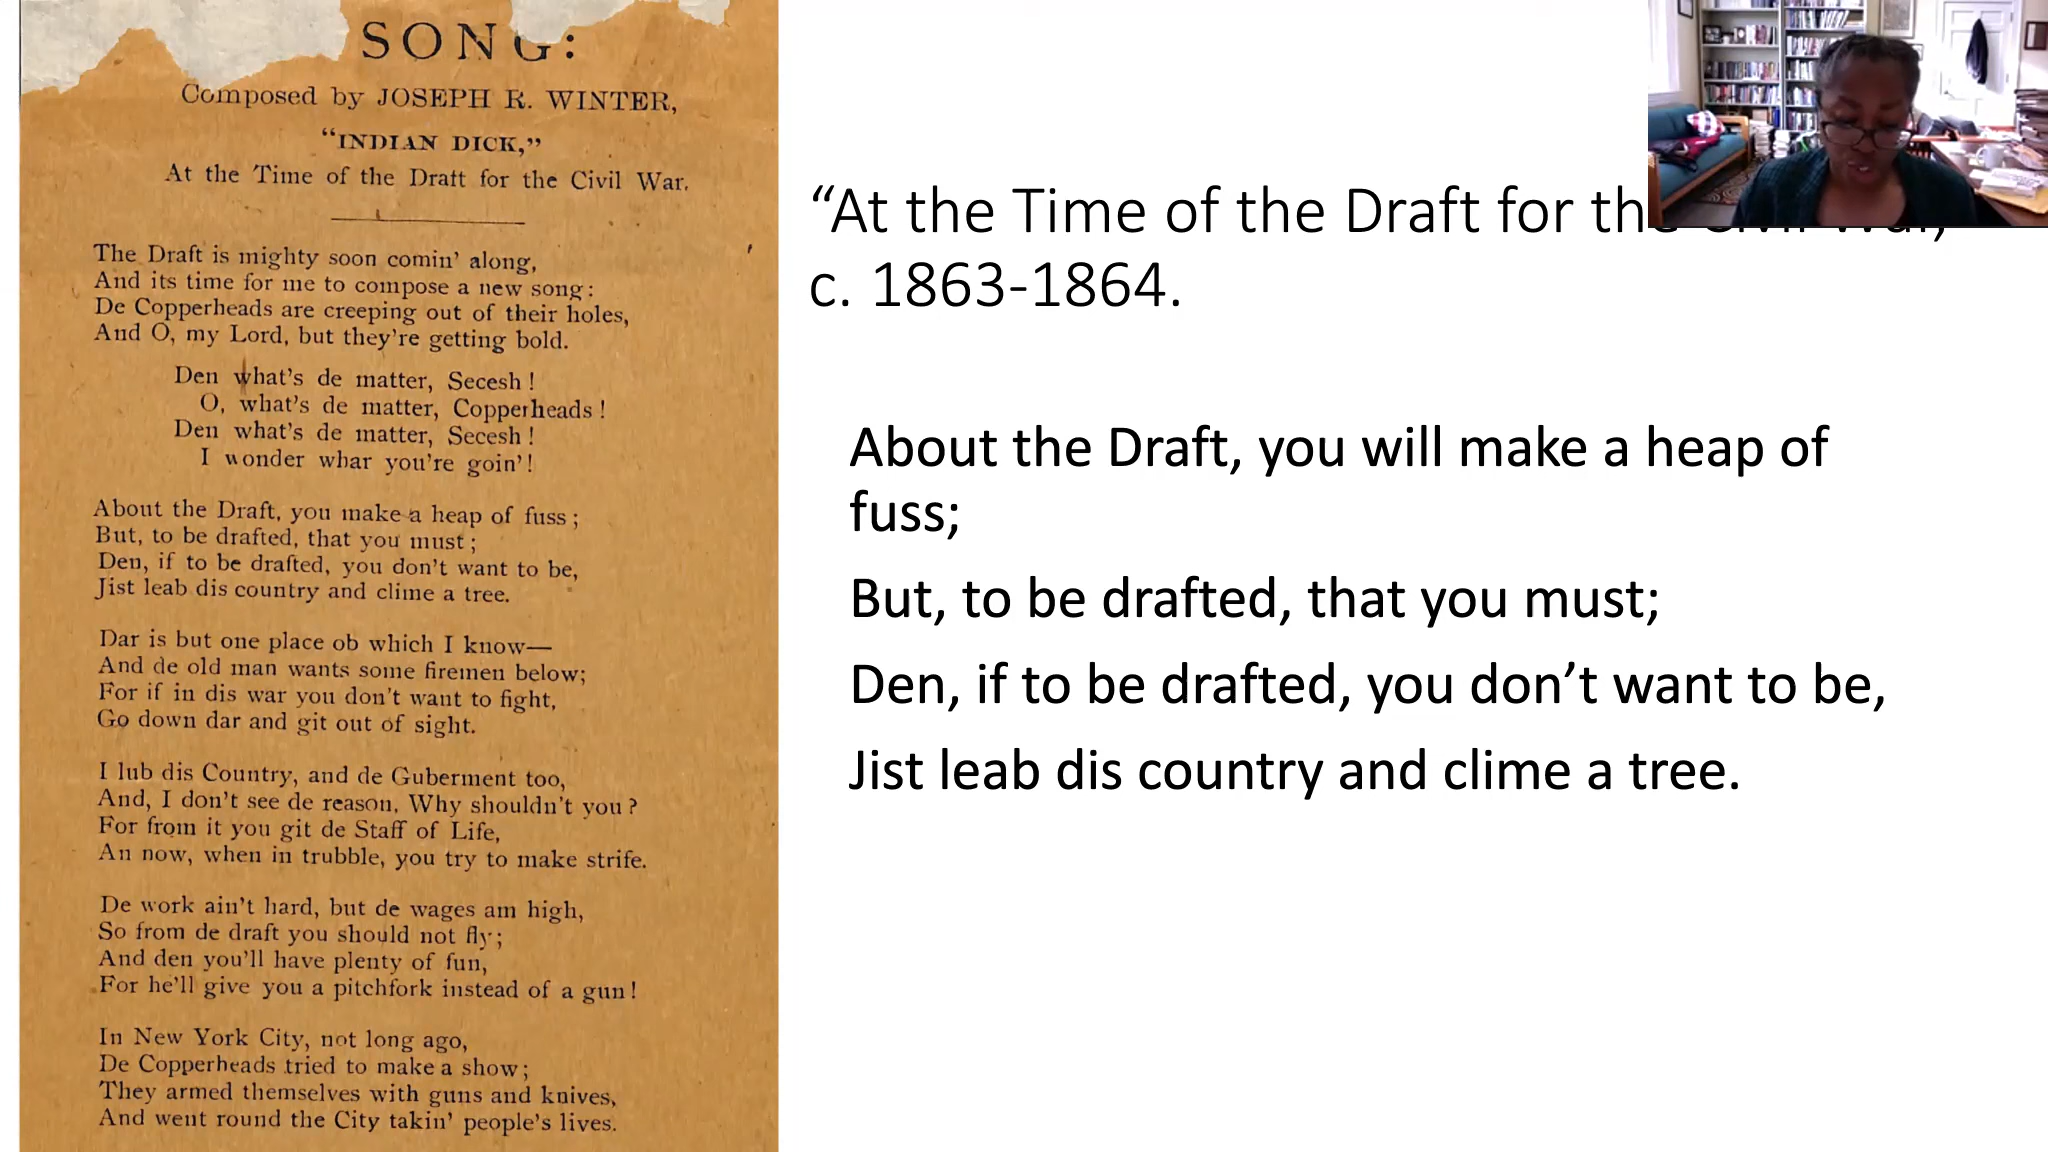 SONG:
Composed by JOSEPH R. WINTER,
“INDIAN DICK,”
At the Time of the Draft for the Civil War.
The Draft is mighty soon comin’ along,
And its time for me to compose a new song:
De Copperheads are creeping out of their holes,
And O, my Lord, but they’re getting bold.
Den what’s de matter, Secesh!
O, what’s de matter, Copperheads!
Den what’s de matter, Secesh!
I wonder whar you’re goin’!
About the Draft, you make a heap of fuss;
But, to be drafted, that you must;
Den, if to be drafted, you don’t want to be,
Jist leab dis country and clime a tree.
Dar is but one place ob which I know—
And de old man wants some firemen below;
For if in dis war you don’t want to fight,
Go down dar and git out of sight.
I lub dis Country, and de Guberment too,
And, I don’t see de reason, Why shouldn’t you?
For from it you git de Staff of Life,
An now, when in trubble, you try to make strife.
De work ain’t hard, but de wages am high,
So from de draft you should not fly;
And den you’ll have plenty of fun,
For he’ll give you a pitchfork instead of a gun!
In New York City, not long ago,
De Copperheads tried to make a show;
They armed themselves with guns and knives,
And went round the City takin’ people’s lives.
“At the Time of the Draft for the Civil War,
c. 1863-1864.
About the Draft, you will make a heap of
fuss;
But, to be drafted, that you must;
Den, if to be drafted, you don’t want to be,
Jist leab dis country and clime a tree.